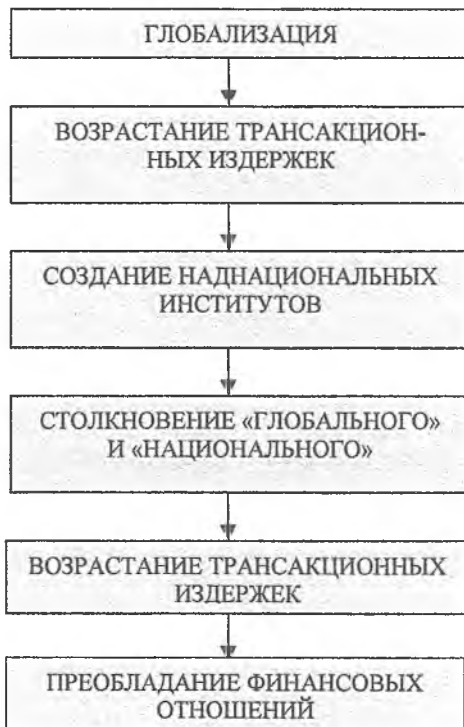 ГЛОБАЛИЗАЦИЯ
ВОЗРАСТАНИЕ ТРАНСАКЦИОН-
НЫХ ИЗДЕРЖЕК
СОЗДАНИЕ НАДНАЦИОНАЛЬНЫХ
ИНСТИТУТОВ
СТОЛКНОВЕНИЕ «ГЛОБАЛЬНОГО»
И «НАЦИОНАЛЬНОГО»
ВОЗРАСТАНИЕ ТРАНСАКЦИОННЫХ
ИЗДЕРЖЕК
ПРЕОБЛАДАНИЕ ФИНАНСОВЫХ
ОТНОШЕНИЙ